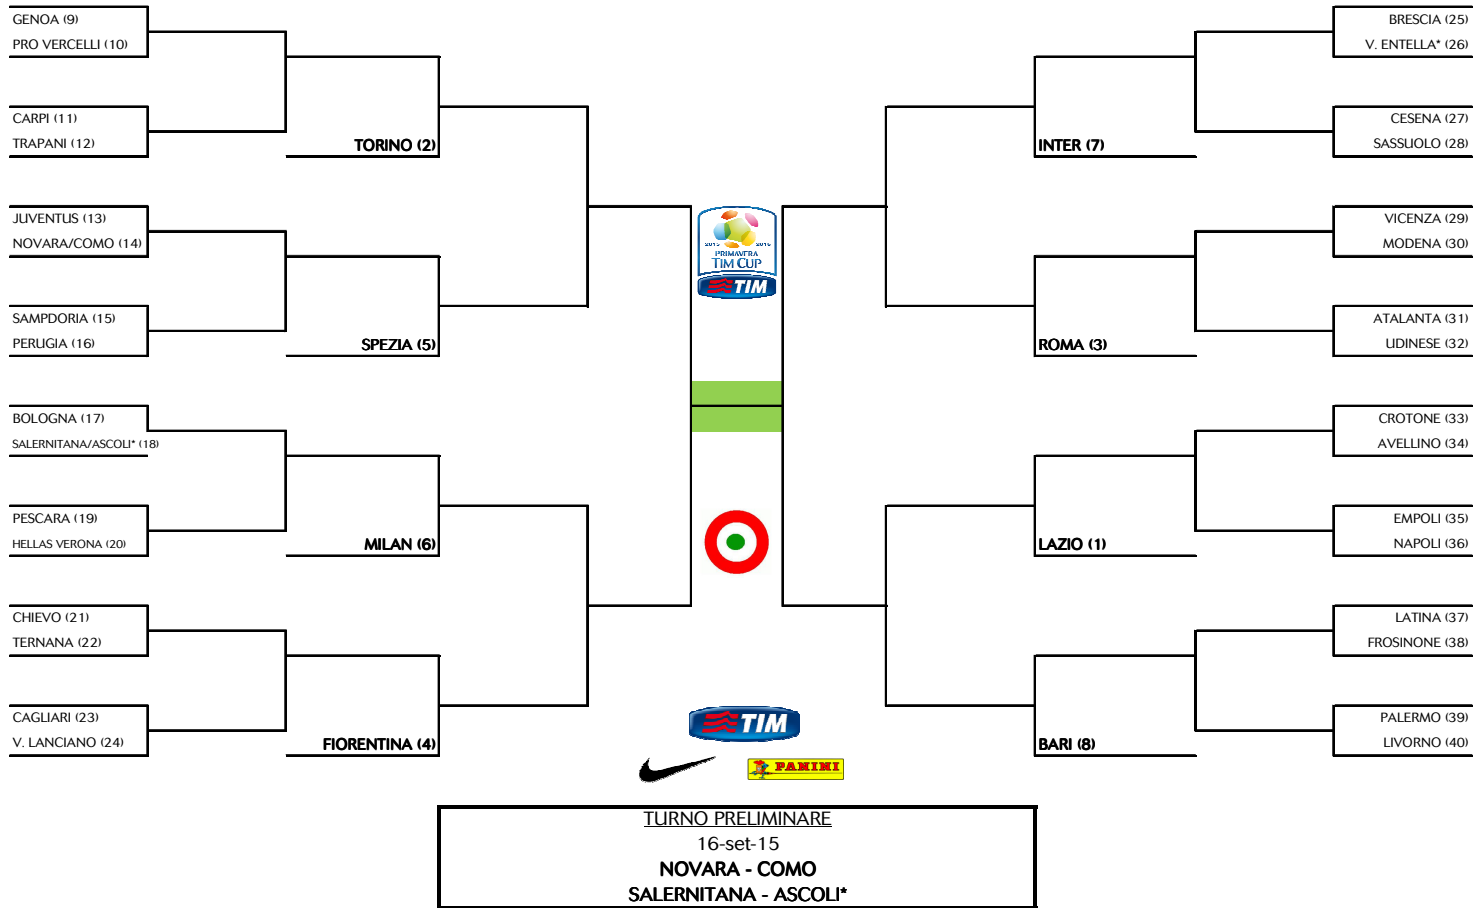 GENOA (9)
PRO VERCELLI (10)
CARPI (11)
TRAPANI (12)
TORINO (2)
JUVENTUS (13)
NOVARA/COMO (14)
SAMPDORIA (15)
PERUGIA (16)
SPEZIA (5)
BOLOGNA (17)
SALERNITANA/ASCOLI* (18)
PESCARA (19)
HELLAS VERONA (20)
MILAN (6)
CHIEVO (21)
TERNANA (22)
CAGLIARI (23)
V. LANCIANO (24)
FIORENTINA (4)
2015 2016
PRIMAVERA
TIM CUP
TIM
TIM
PANINI
BRESCIA (25)
V. ENTELLA* (26)
INTER (7)
CESENA (27)
SASSUOLO (28)
VICENZA (29)
MODENA (30)
ROMA (3)
ATALANTA (31)
UDINESE (32)
CROTONE (33)
AVELLINO (34)
LAZIO (1)
EMPOLI (35)
NAPOLI (36)
LATINA (37)
FROSINONE (38)
BARI (8)
PALERMO (39)
LIVORNO (40)
TURNO PRELIMINARE
16-set-15
NOVARA - COMO
SALERNITANA - ASCOLI*